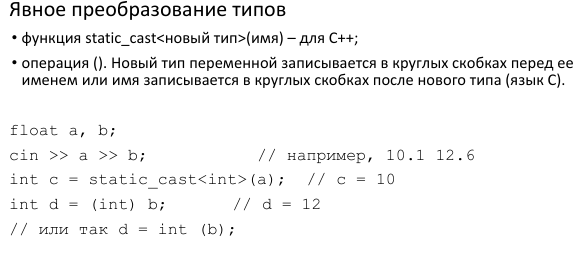 Явное преобразование типов
• функция static_cast<новый тип>(имя) – для C++;
• операция (). Новый тип переменной записывается в круглых скобках перед ее
именем или имя записывается в круглых скобках после нового типа (язык C).
float a, b;
cin >> a >> b; // например, 10.1 12.6
int c = static_cast<int>(a); // c = 10
int d = (int) b; // d = 12
// или так d = int (b);